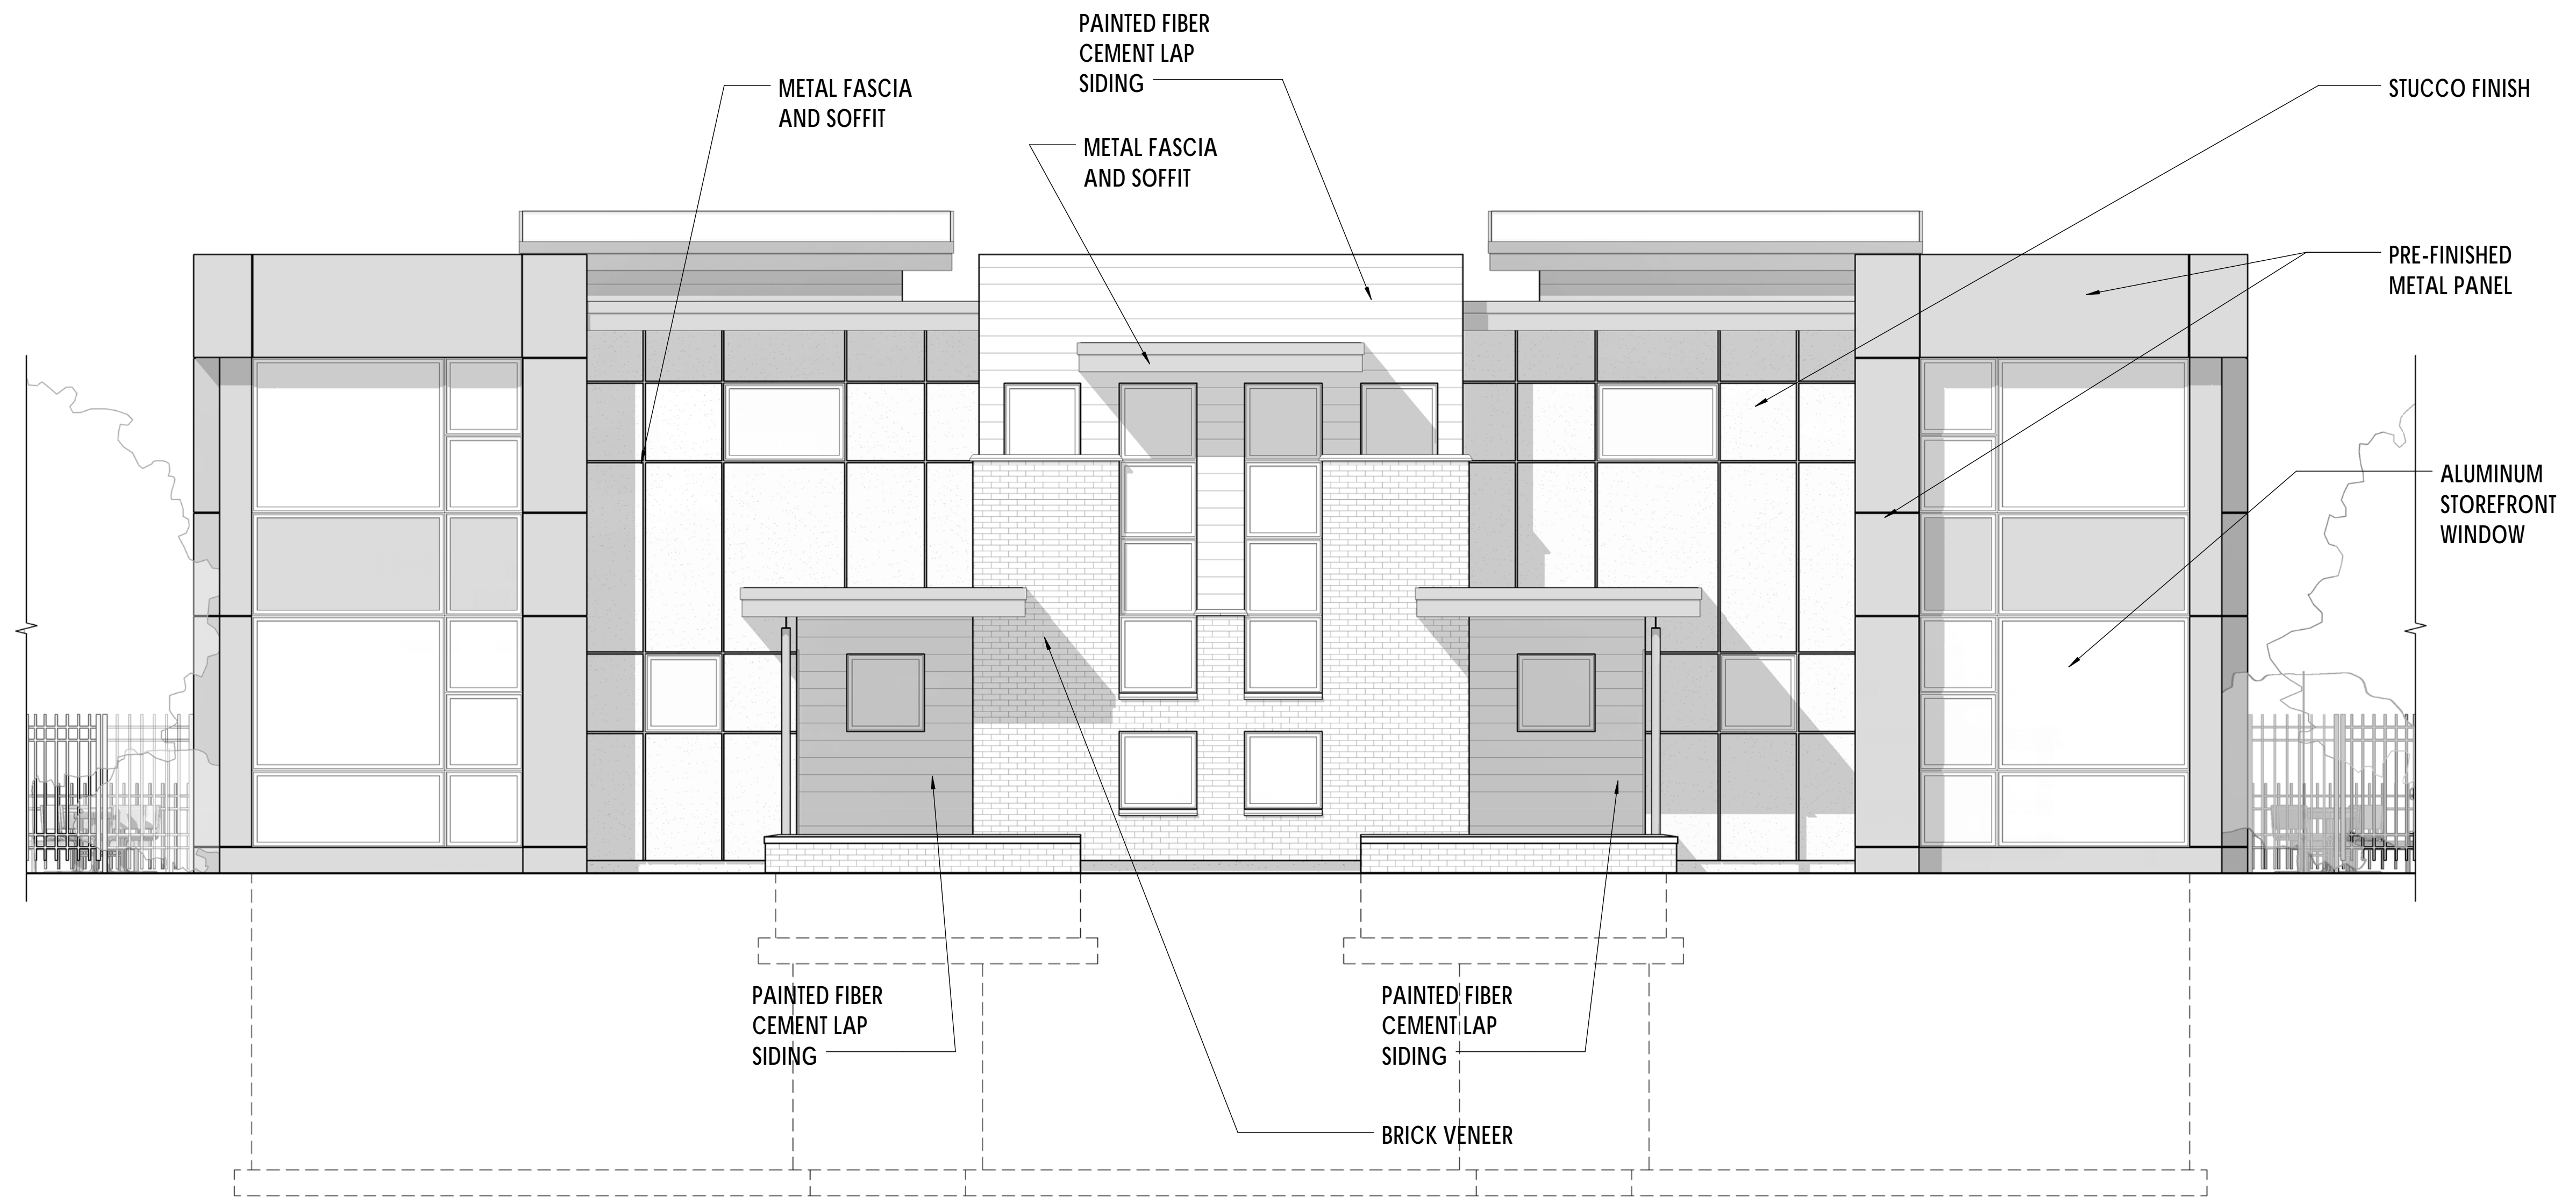 PAINTED FIBER
CEMENT LAP
SIDING
METAL FASCIA
AND SOFFIT
METAL FASCIA
AND SOFFIT
STUCCO FINISH
PRE-FINISHED
METAL PANEL
ALUMINUM
STOREFRONT
WINDOW
PAINTED FIBER
CEMENT LAP
SIDING
PAINTED FIBER
CEMENT LAP
SIDING
BRICK VENEER